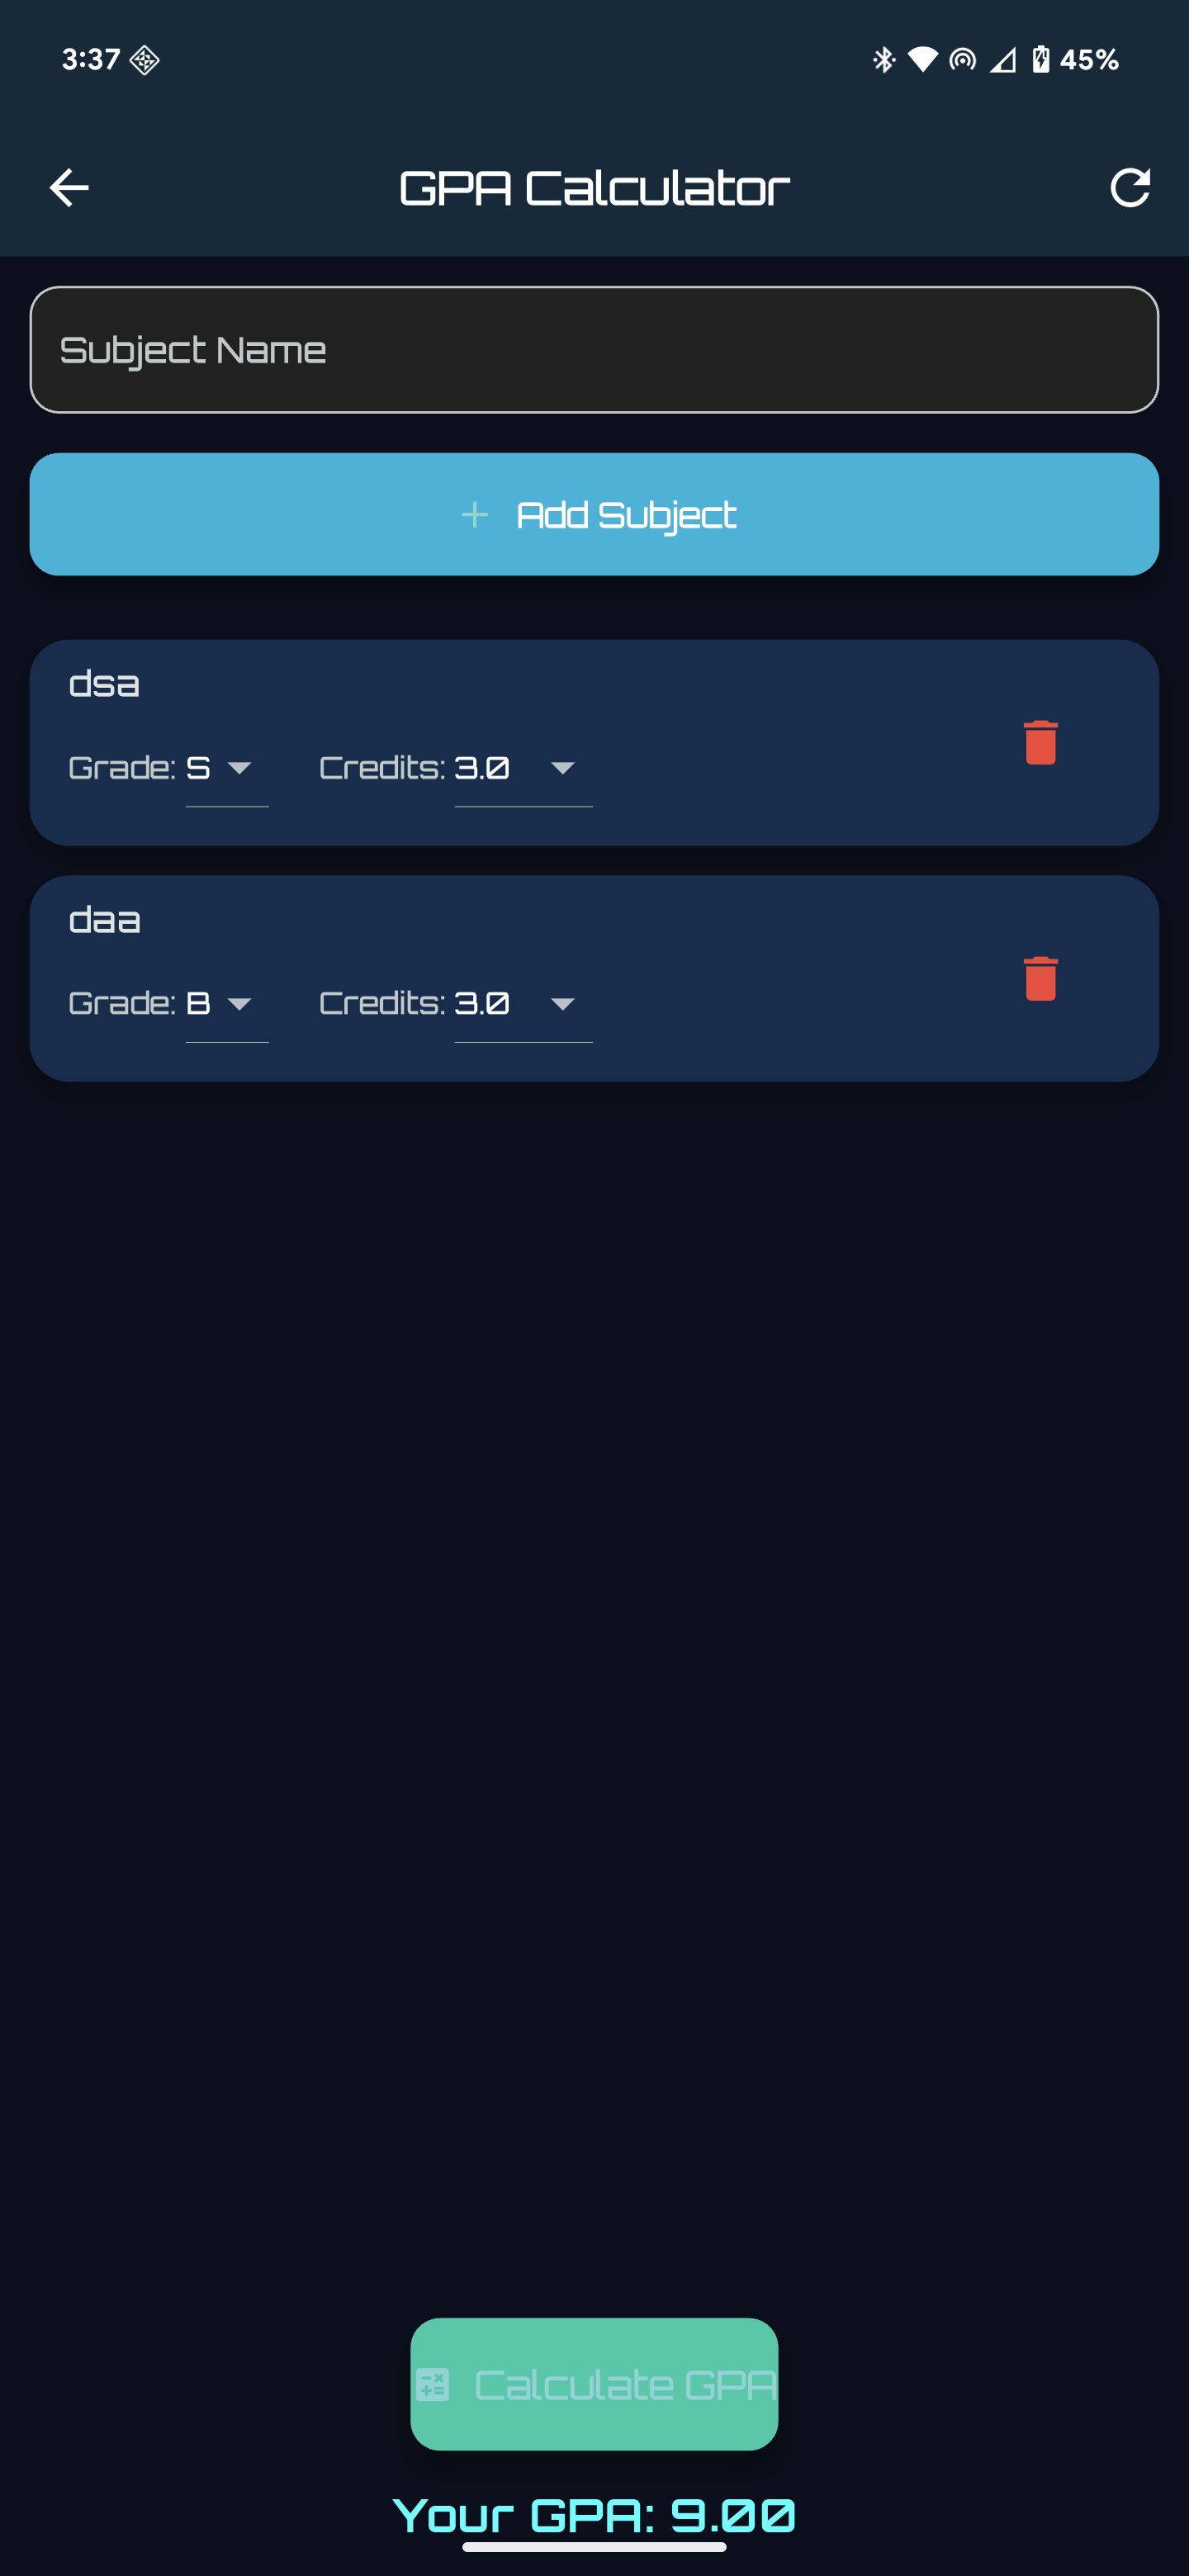 3:37 45%
GPA Calculator
Subject Name
+ Add Subject
dsa
Grade: S Credits: 3.0
daa
Grade: B Credits: 3.0
Calculate GPA
Your GPA: 9.00